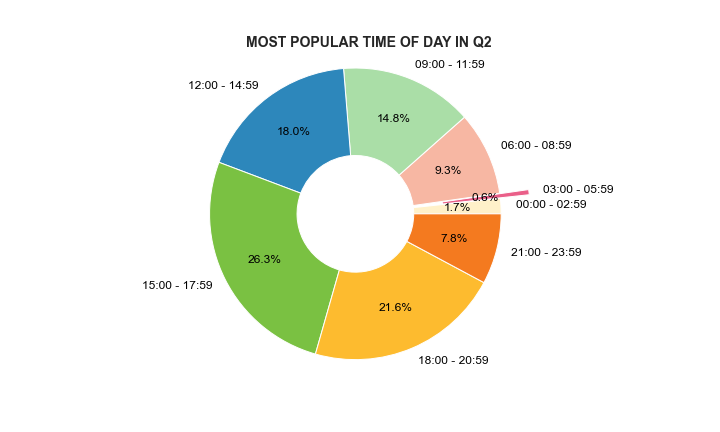 MOST POPULAR TIME OF DAY IN Q2
09:00 - 11:59
12:00 - 14:59
14.8%
18.0%
06:00 - 08:59
9.3%
03:00 - 05:59
0.6%
00:00 - 02:59
1.7%
7.8%
21:00 - 23:59
26.3%
15:00 - 17:59
21.6%
18:00 - 20:59